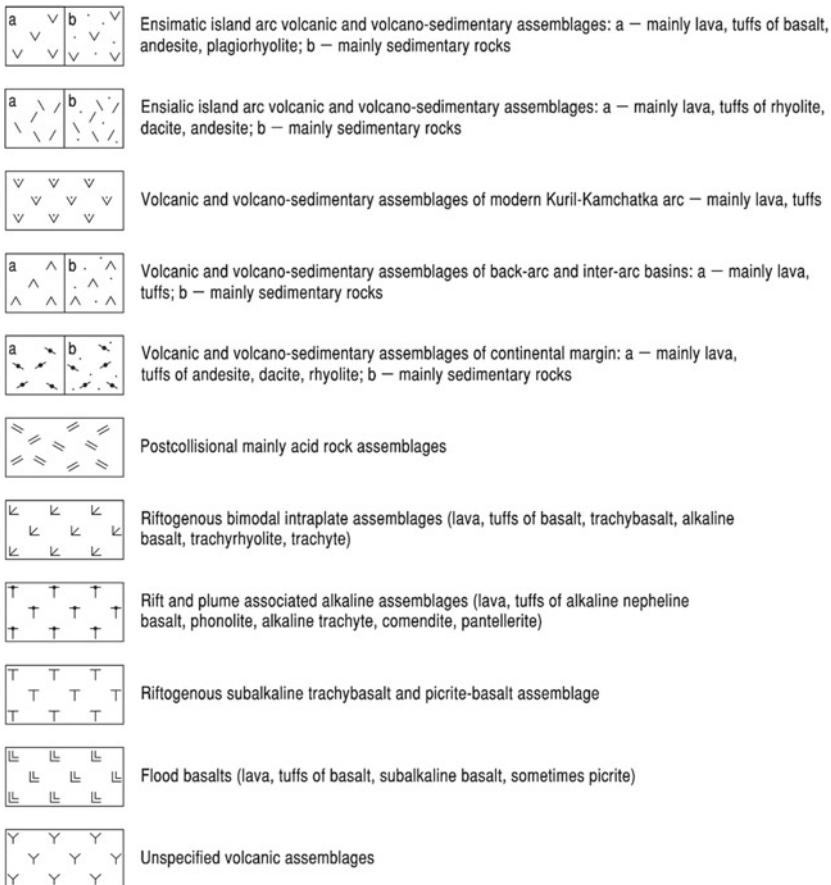 a b
Ensimatic island arc volcanic and volcano-sedimentary assemblages: a — mainly lava, tuffs of basalt,
andesite, plagiorhyolite; b — mainly sedimentary rocks
a b
Ensialic island arc volcanic and volcano-sedimentary assemblages: a — mainly lava, tuffs of rhyolite,
dacite, andesite; b — mainly sedimentary rocks
Volcanic and volcano-sedimentary assemblages of modern Kuril-Kamchatka arc — mainly lava, tuffs
a b
Volcanic and volcano-sedimentary assemblages of back-arc and inter-arc basins: a — mainly lava,
tuffs; b — mainly sedimentary rocks
a b
Volcanic and volcano-sedimentary assemblages of continental margin: a — mainly lava,
tuffs of andesite, dacite, rhyolite; b — mainly sedimentary rocks
Postcollisional mainly acid rock assemblages
Riftogenous bimodal intraplate assemblages (lava, tuffs of basalt, trachybasalt, alkaline
basalt, trachyrhyolite, trachyte)
Rift and plume associated alkaline assemblages (lava, tuffs of alkaline nepheline
basalt, phonolite, alkaline trachyte, comendite, pantellerite)
Riftogenous subalkaline trachybasalt and picrite-basalt assemblage
Flood basalts (lava, tuffs of basalt, subalkaline basalt, sometimes picrite)
Unspecified volcanic assemblages